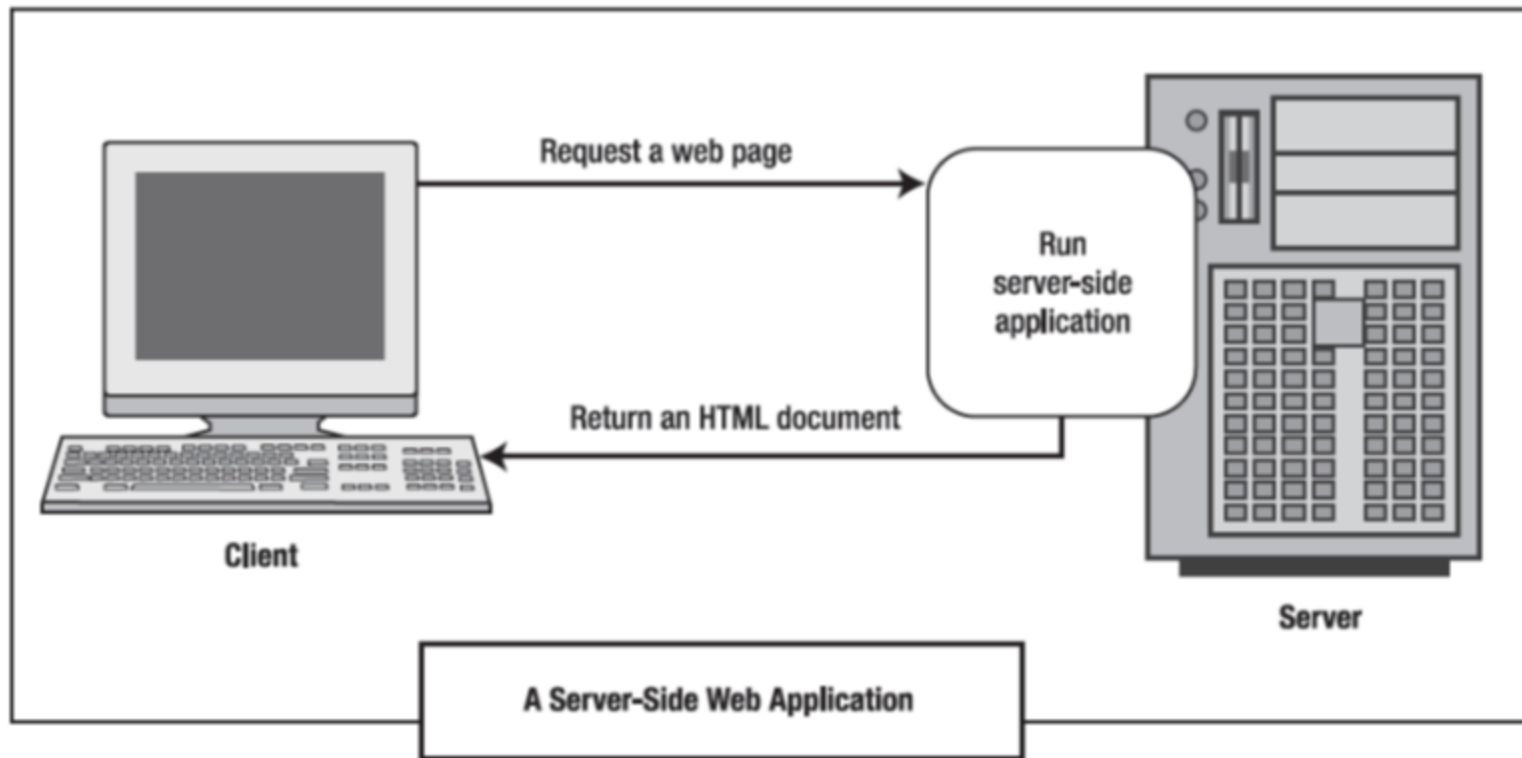 Request a web page
Run
server-side
application
Return an HTML document
Client
Server
A Server-Side Web Application